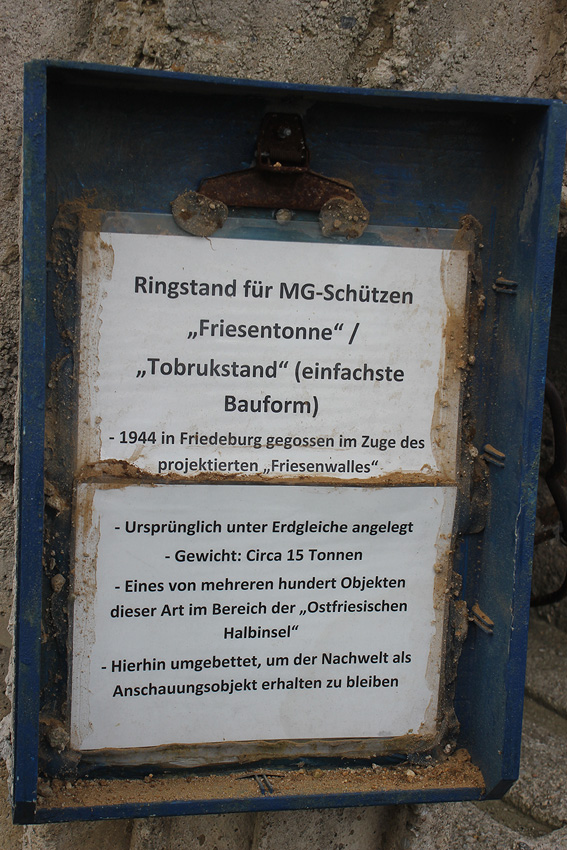 Ringstand für MG-Schützen
„Friesentonne“ /
„Tobrukstand“ (einfachste
Bauform)
- 1944 in Friedeburg gegossen im Zuge des
projektierten „Friesenwalles“
- Ursprünglich unter Erdgleiche angelegt
- Gewicht: Circa 15 Tonnen
- Eines von mehreren hundert Objekten
dieser Art im Bereich der „Ostfriesischen
Halbinsel“
- Hierhin umgebettet, um der Nachwelt als
Anschauungsobjekt erhalten zu bleiben